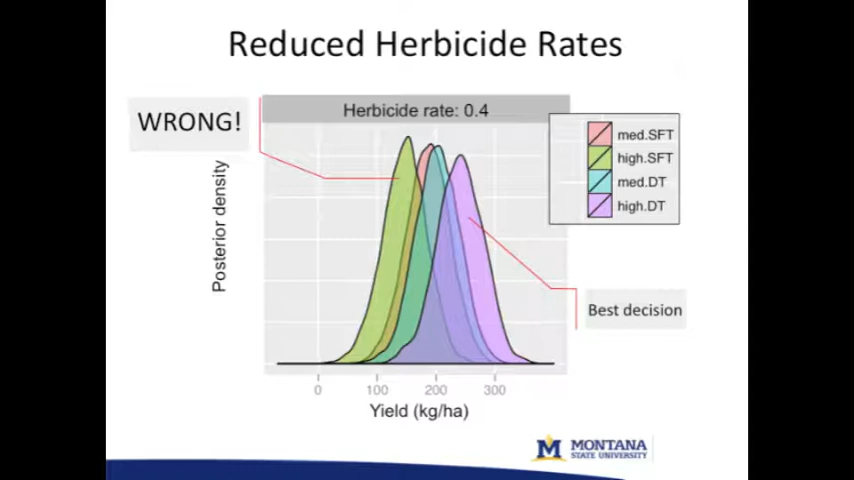 Reduced Herbicide Rates
WRONG!
Herbicide rate: 0.4
med.SFT
high.SFT
med.DT
high.DT
Posterior density
Best decision
0 100 200 300
Yield (kg/ha)
M MONTANA
STATE UNIVERSITY